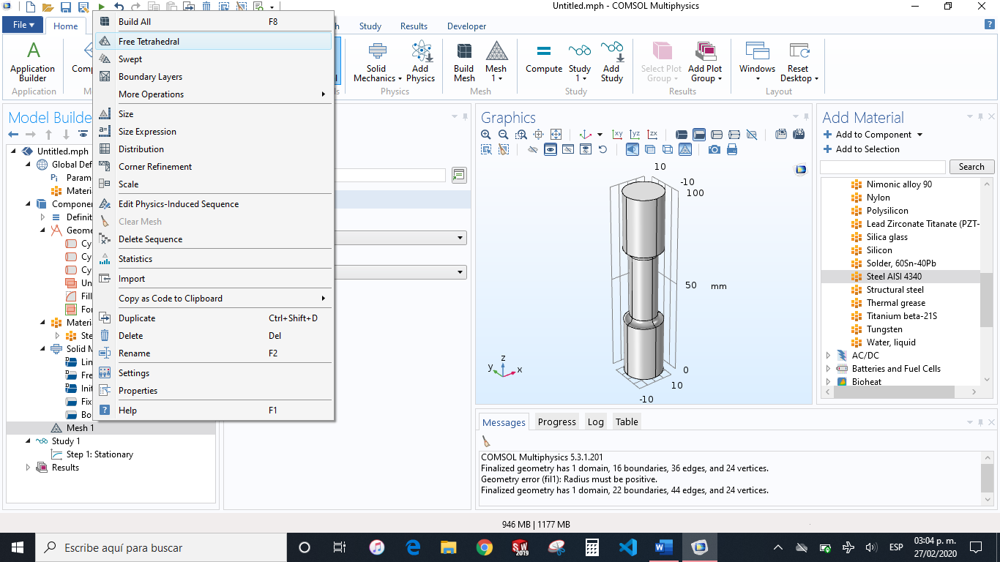 Untitled.mph - COMSOL Multiphysics
File
Home
Study
Results
Developer
Build All F8
Free Tetrahedral
Swept
Boundary Layers
More Operations
Size
Size Expression
Distribution
Corner Refinement
Scale
Edit Physics-Induced Sequence
Clear Mesh
Delete Sequence
Statistics
Import
Copy as Code to Clipboard
Duplicate Ctrl+Shift+D
Delete Del
Rename F2
Settings
Properties
Help F1
Application Builder
Application
Solid Mechanics
Add Physics
Physics
Build Mesh
Mesh 1
Mesh
Compute
Study 1
Add Study
Study
Select Plot Group
Add Plot Group
Results
Windows
Reset Desktop
Layout
Model Builde
Untitled.mph
Global Def
Param
Materi
Componen
Definit
Geome
Cy
Cy
Cy
Un
Fill
For
Materia
Ste
Solid M
Lin
Fre
Init
Fix
Bo
Mesh 1
Study 1
Step 1: Stationary
Results
Graphics
xy yz zx
10
-10
100
50 mm
0
10
-10
z
y x
Add Material
Add to Component
Add to Selection
Search
Nimonic alloy 90
Nylon
Polysilicon
Lead Zirconate Titanate (PZT-
Silica glass
Silicon
Solder, 60Sn-40Pb
Steel AISI 4340
Structural steel
Thermal grease
Titanium beta-21S
Tungsten
Water, liquid
AC/DC
Batteries and Fuel Cells
Bioheat
Messages Progress Log Table
COMSOL Multiphysics 5.3.1.201
Finalized geometry has 1 domain, 16 boundaries, 36 edges, and 24 vertices.
Geometry error (fil1): Radius must be positive.
Finalized geometry has 1 domain, 22 boundaries, 44 edges, and 24 vertices.
946 MB | 1177 MB
Escribe aquí para buscar
SW
2019
ESP
03:04 p. m.
27/02/2020